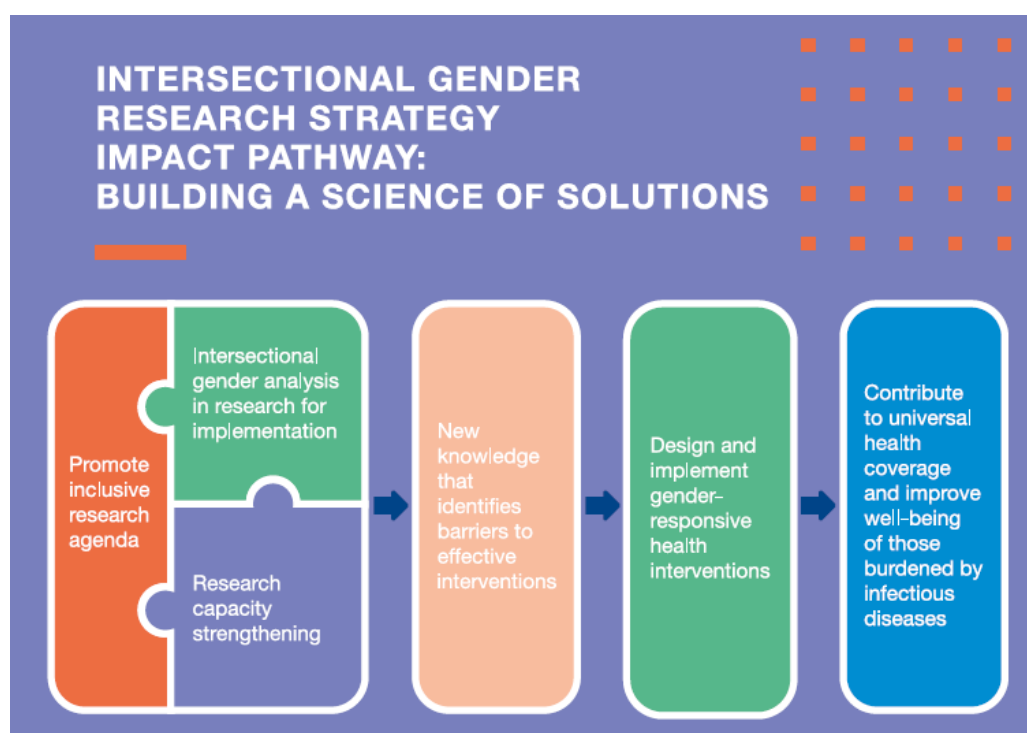 INTERSECTIONAL GENDER
RESEARCH STRATEGY
IMPACT PATHWAY:
BUILDING A SCIENCE OF SOLUTIONS
Promote
inclusive
research
agenda
Intersectional
gender analysis
in research for
implementation
Research
capacity
strengthening
New
knowledge
that
identifies
barriers to
effective
interventions
Design and
implement
gender-
responsive
health
interventions
Contribute
to universal
health
coverage
and improve
well-being
of those
burdened by
infectious
diseases